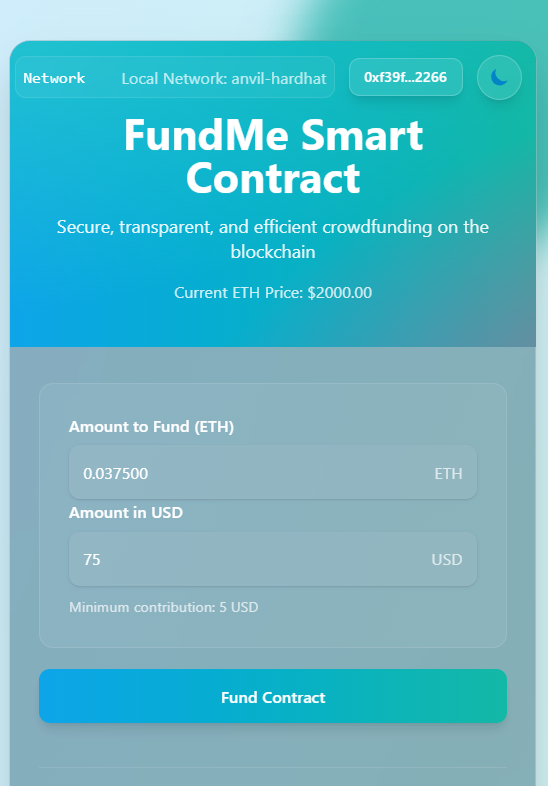 Network
Local Network: anvil-hardhat
0xf39f...2266
FundMe Smart
Contract
Secure, transparent, and efficient crowdfunding on the
blockchain
Current ETH Price: $2000.00
Amount to Fund (ETH)
0.037500 ETH
Amount in USD
75 USD
Minimum contribution: 5 USD
Fund Contract